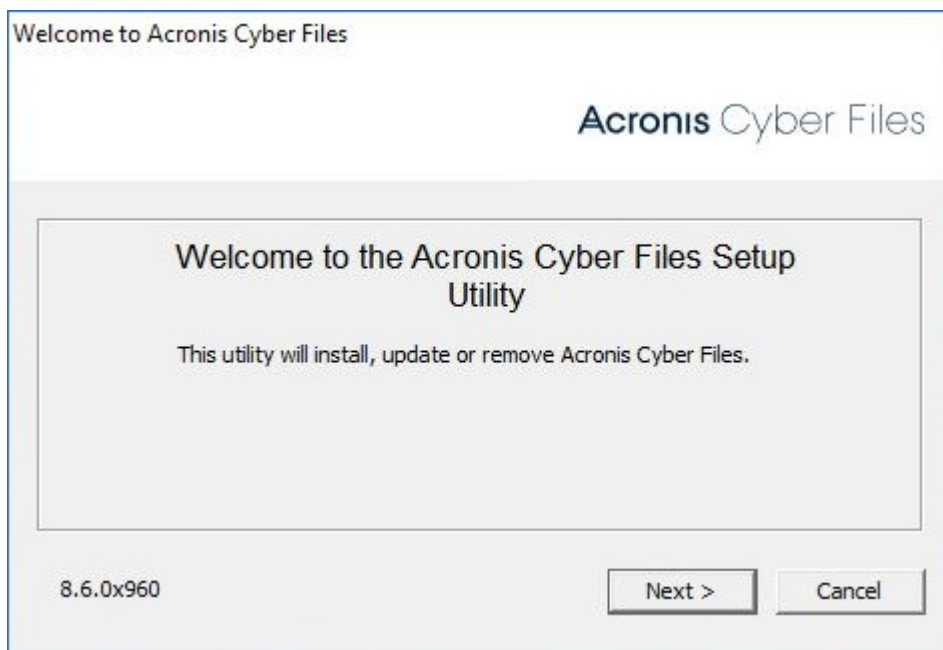 Welcome to Acronis Cyber Files
Acronis Cyber Files
Welcome to the Acronis Cyber Files Setup
Utility
This utility will install, update or remove Acronis Cyber Files.
8.6.0x960
Next >
Cancel